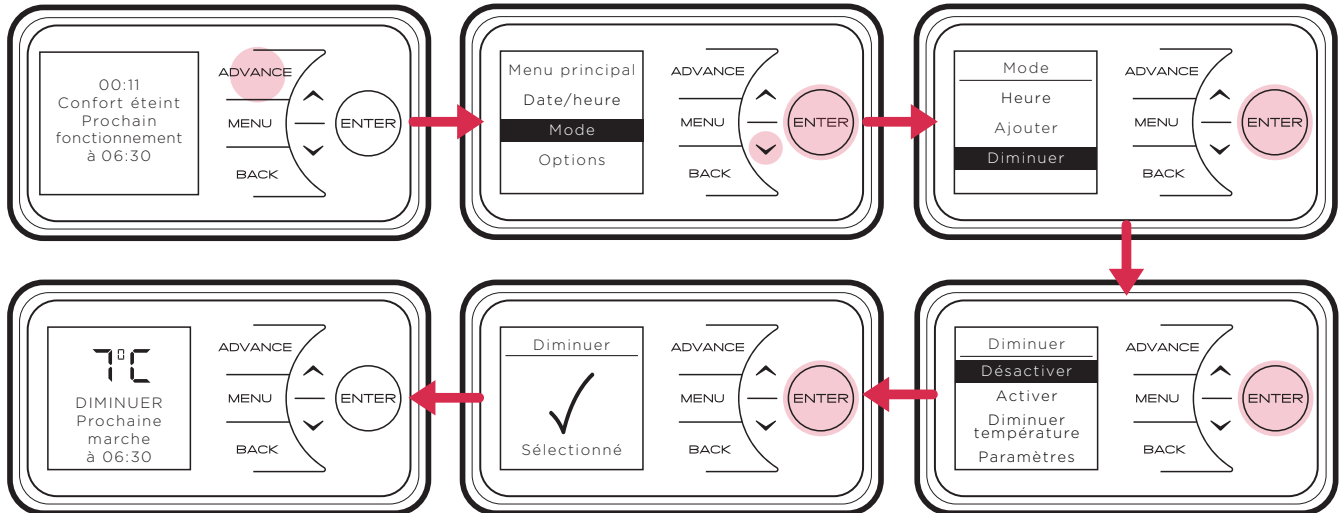 00:11
Confort éteint
Prochain
fonctionnement
à 06:30
ADVANCE
MENU
BACK
ENTER
Menu principal
Date/heure
Mode
Options
ADVANCE
MENU
BACK
ENTER
Mode
Heure
Ajouter
Diminuer
ADVANCE
MENU
BACK
ENTER
7°C
DIMINUER
Prochaine
marche
à 06:30
ADVANCE
MENU
BACK
ENTER
Diminuer
Sélectionné
ADVANCE
MENU
BACK
ENTER
Diminuer
Désactiver
Activer
Diminuer
température
Paramètres
ADVANCE
MENU
BACK
ENTER